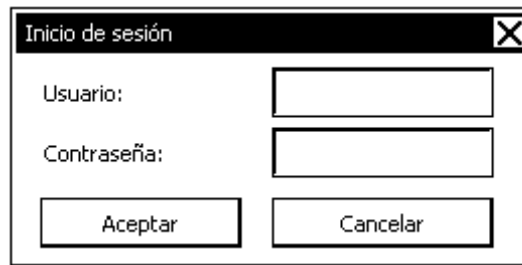 Inicio de sesión
Usuario:
Contraseña:
Aceptar
Cancelar